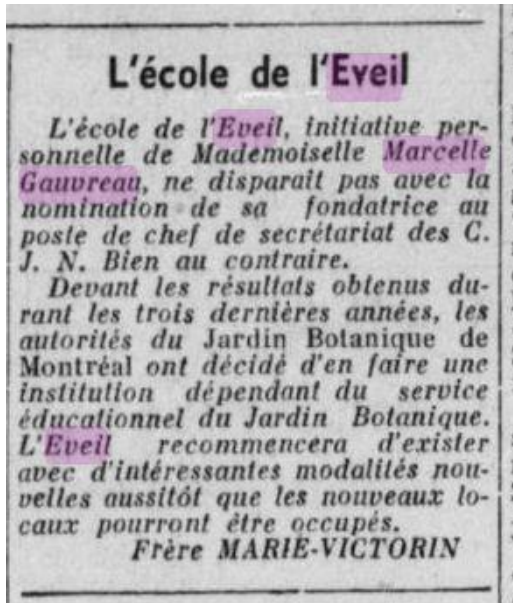 L'école de l'Eveil
L'école de l'Eveil, initiative per-
sonnelle de Mademoiselle Marcelle
Gauvreau, ne disparait pas avec la
nomination de sa fondatrice au
poste de chef de secrétariat des C.
J. N. Bien au contraire.
Devant les résultats obtenus du-
rant les trois dernières années, les
autorités du Jardin Botanique de
Montréal ont décidé d'en faire une
institution dépendant du service
éducationnel du Jardin Botanique.
L'Eveil recommencera d'exister
avec d'intéressantes modalités nou-
velles aussitôt que les nouveaux lo-
caux pourront être occupés.
Frère MARIE-VICTORIN